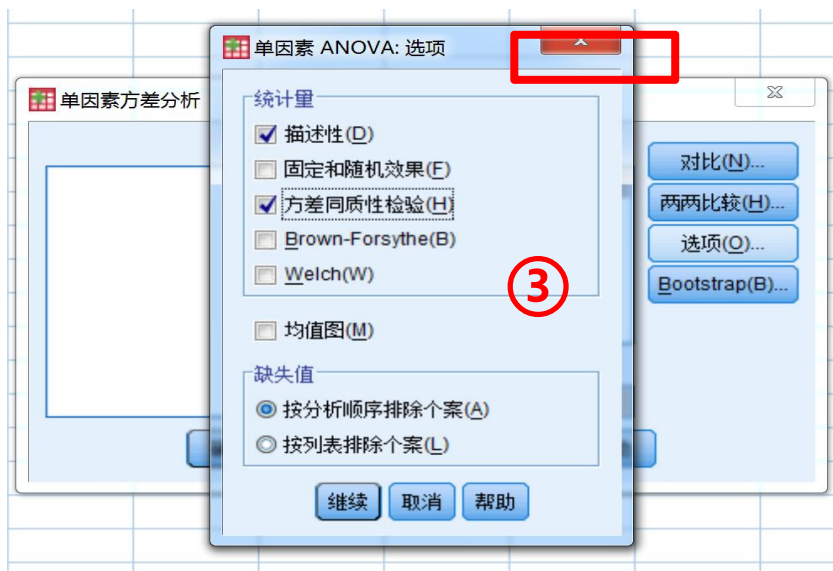 单因素 ANOVA: 选项
单因素方差分析
统计量
描述性(D)
固定和随机效果(F)
方差同质性检验(H)
Brown-Forsythe(B)
Welch(W)
③
均值图(M)
缺失值
按分析顺序排除个案(A)
按列表排除个案(L)
继续 取消 帮助
对比(N)...
两两比较(H)...
选项(O)...
Bootstrap(B)...